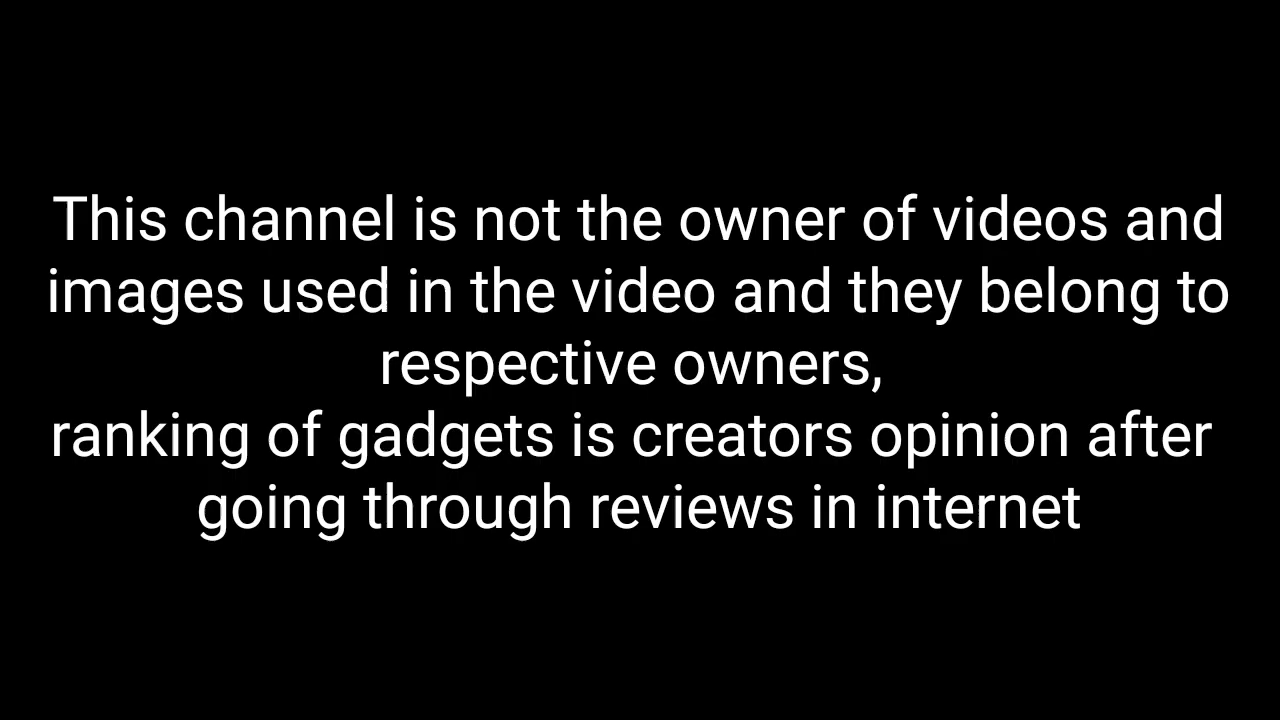 This channel is not the owner of videos and
images used in the video and they belong to
respective owners,
ranking of gadgets is creators opinion after
going through reviews in internet